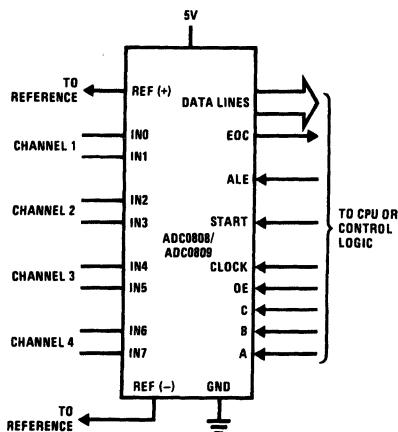 5V
TO
REFERENCE
REF (+)
DATA LINES
EOC
CHANNEL 1
IN0
IN1
ALE
CHANNEL 2
IN2
IN3
START
TO CPU OR
CONTROL
LOGIC
ADC0808/
ADC0809
CHANNEL 3
IN4
IN5
CLOCK
OE
C
CHANNEL 4
IN6
IN7
B
A
REF (−)
GND
TO
REFERENCE